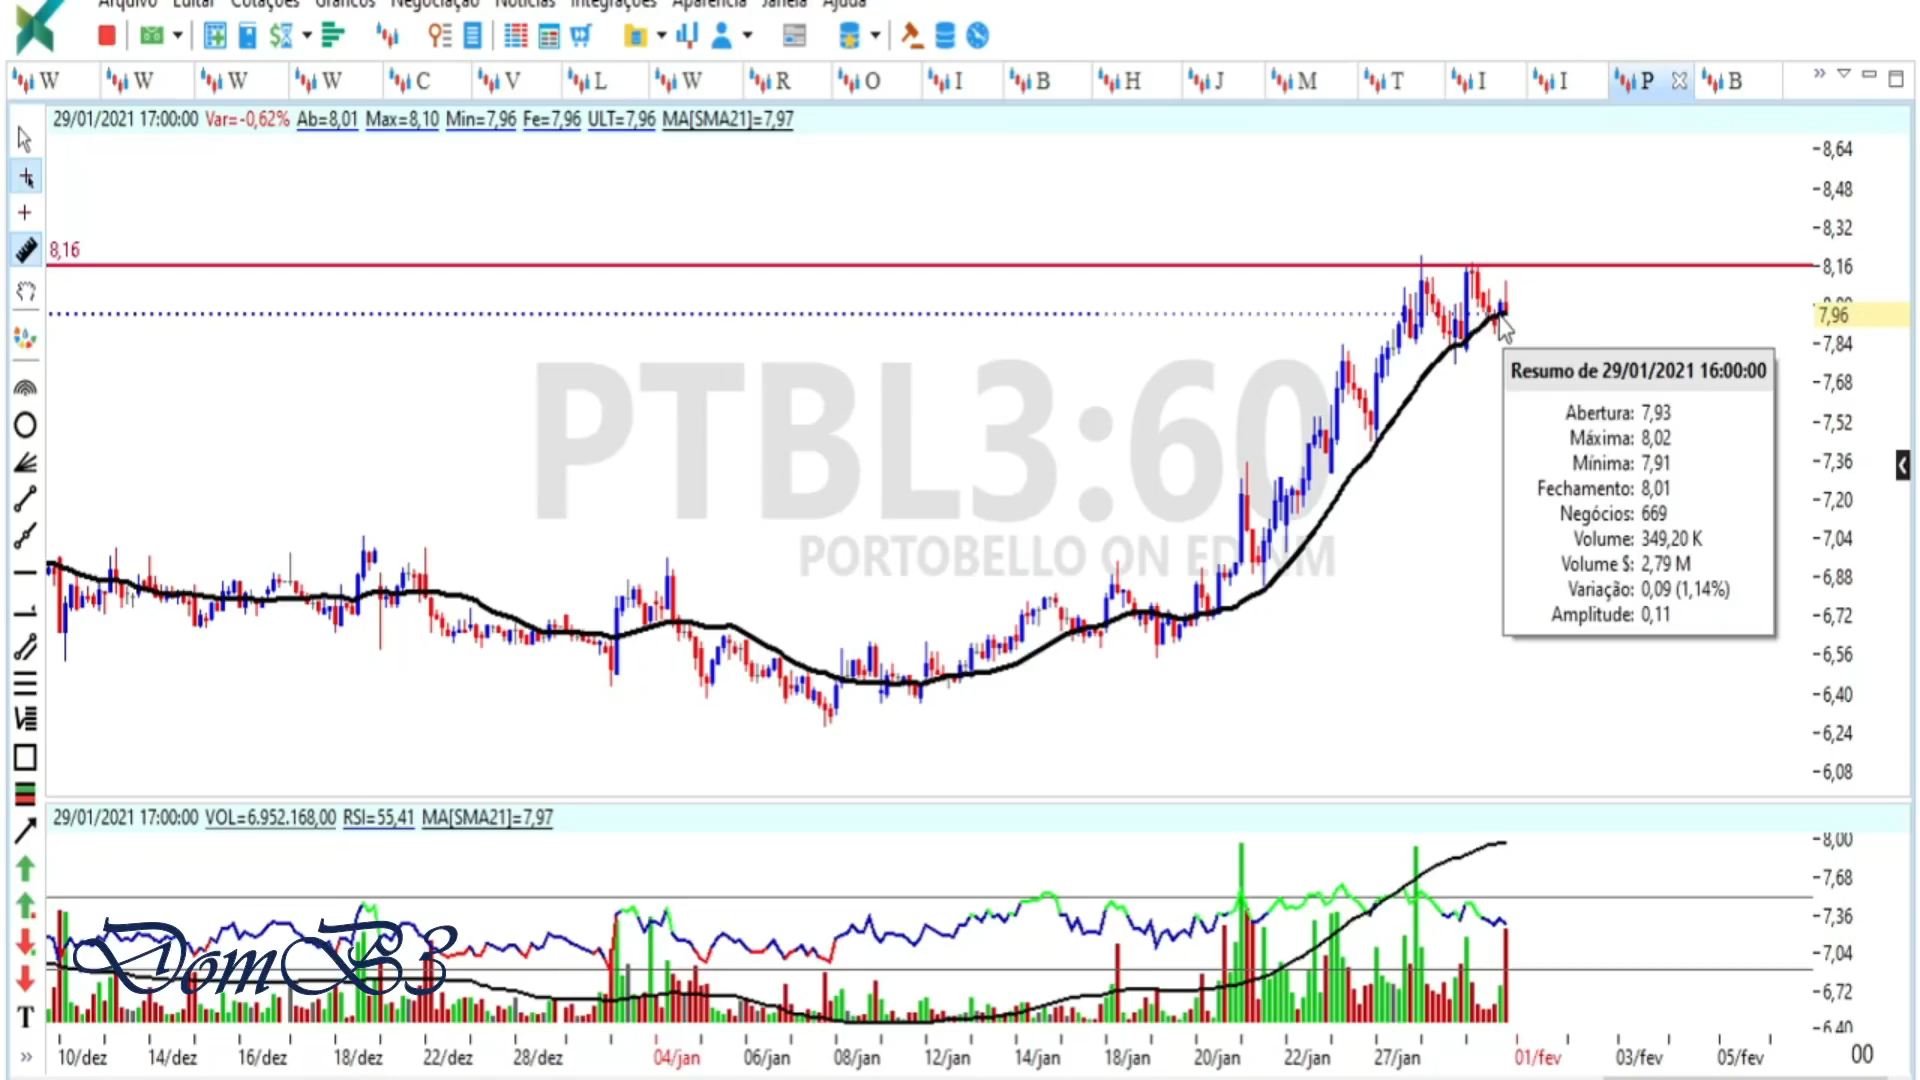 Arquivo Editar Cotações Gráficos Negociação Notícias Integrações Aparência Janela Ajuda
W W W W C V L W R O I B H J M T I I P B
29/01/2021 17:00:00 Var=-0,62% Ab=8,01 Max=8,10 Min=7,96 Fe=7,96 ULT=7,96 MA[SMA21]=7,97
8,64
8,48
8,32
8,16
8,16
7,96
7,84
7,68
7,52
7,36
7,20
7,04
6,88
6,72
6,56
6,40
6,24
6,08
PTBL3:60
PORTOBELLO ON ED NM
Resumo de 29/01/2021 16:00:00
Abertura: 7,93
Máxima: 8,02
Mínima: 7,91
Fechamento: 8,01
Negócios: 669
Volume: 349,20 K
Volume $: 2,79 M
Variação: 0,09 (1,14%)
Amplitude: 0,11
29/01/2021 17:00:00 VOL=6.952.168,00 RSI=55,41 MA[SMA21]=7,97
8,00
7,68
7,36
7,04
6,72
6,40
DomB3
T
10/dez 14/dez 16/dez 18/dez 22/dez 28/dez 04/jan 06/jan 08/jan 12/jan 14/jan 18/jan 20/jan 22/jan 27/jan 01/fev 03/fev 05/fev 00